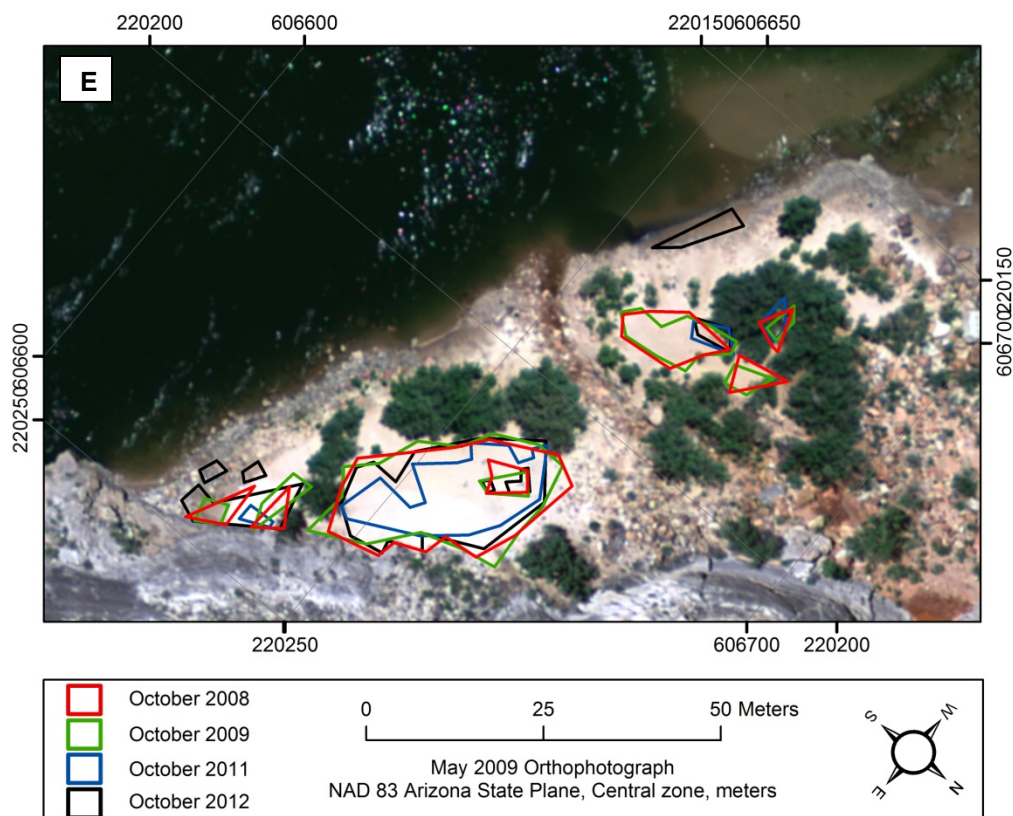 220200 606600 220150606650
E
220150
606700
606600
220250
220250 606700 220200
October 2008
October 2009
October 2011
October 2012
0 25 50 Meters
May 2009 Orthophotograph
NAD 83 Arizona State Plane, Central zone, meters
S W
E N